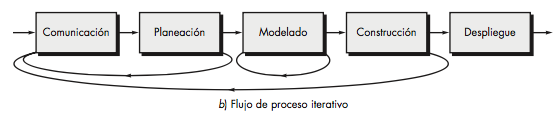 Comunicación
Planeación
Modelado
Construcción
Despliegue
b) Flujo de proceso iterativo